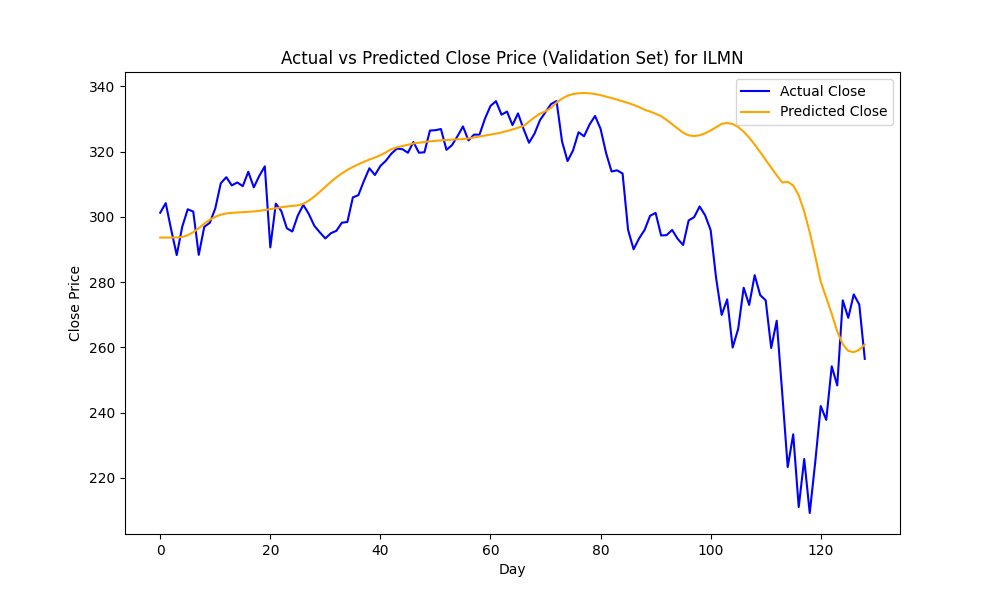 Actual vs Predicted Close Price (Validation Set) for ILMN
Actual Close
Predicted Close
Close Price
340
320
300
280
260
240
220
0 20 40 60 80 100 120
Day